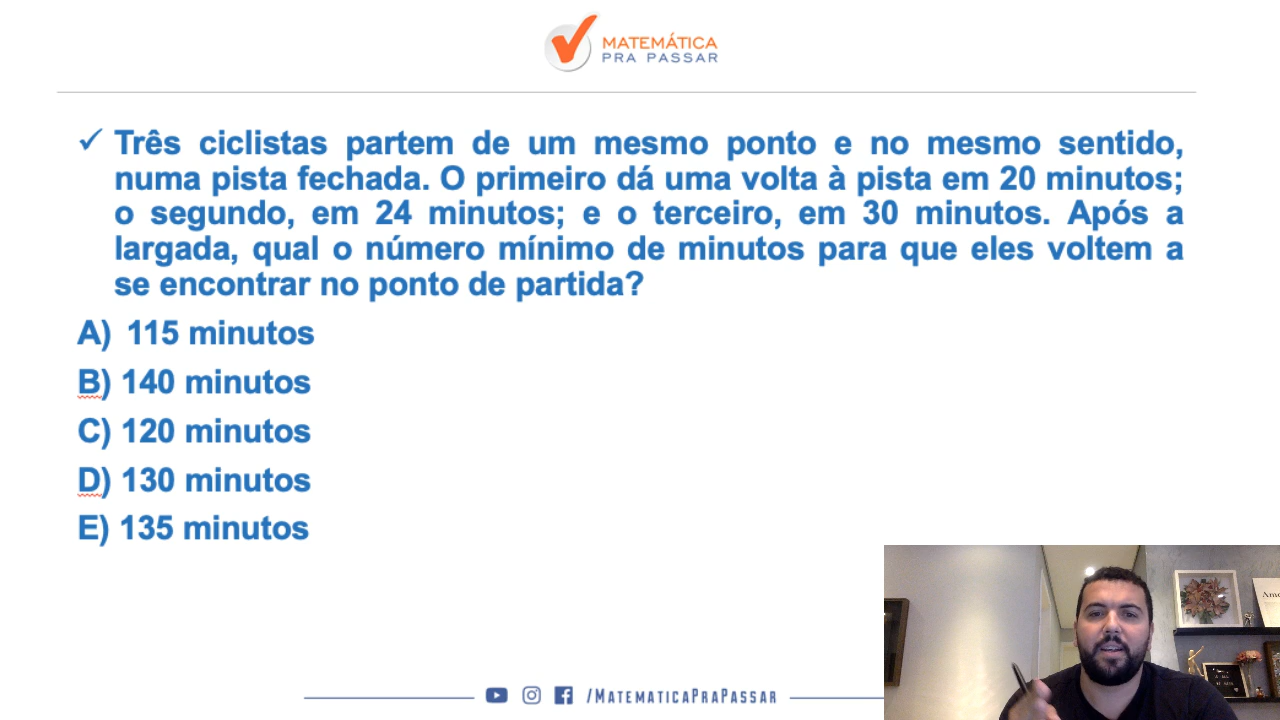 MATEMÁTICA
PRA PASSAR
✓ Três ciclistas partem de um mesmo ponto e no mesmo sentido,
numa pista fechada. O primeiro dá uma volta à pista em 20 minutos;
o segundo, em 24 minutos; e o terceiro, em 30 minutos. Após a
largada, qual o número mínimo de minutos para que eles voltem a
se encontrar no ponto de partida?
A) 115 minutos
B) 140 minutos
C) 120 minutos
D) 130 minutos
E) 135 minutos
/MATEMATICAPRAPASSAR